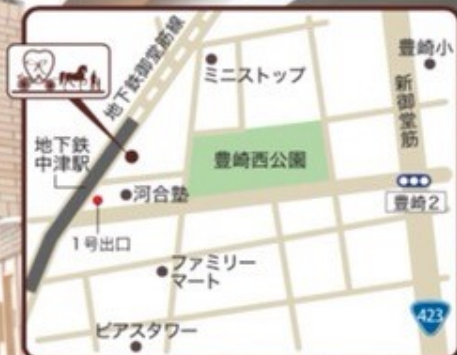 地下鉄御堂筋線
ミニストップ
豊崎小
新御堂筋
地下鉄
中津駅
豊崎西公園
河合塾
豊崎2
1号出口
ファミリー
マート
ピアスタワー
423